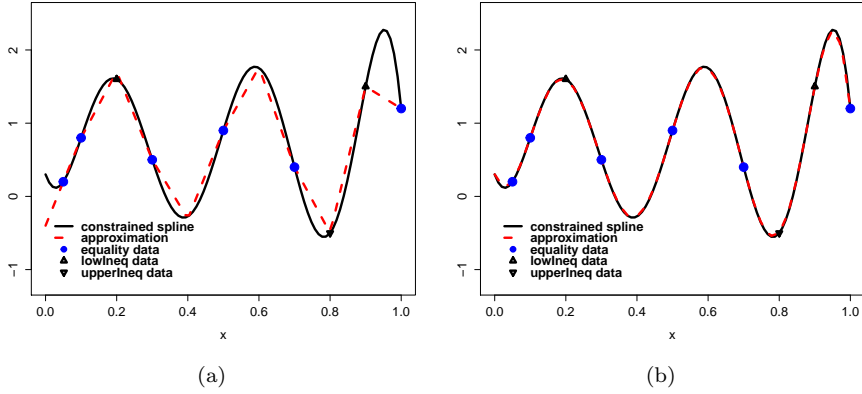 2
1
0
−1
constrained spline
approximation
equality data
lowIneq data
upperIneq data
0.0 0.2 0.4 0.6 0.8 1.0
x
(a)
2
1
0
−1
constrained spline
approximation
equality data
lowIneq data
upperIneq data
0.0 0.2 0.4 0.6 0.8 1.0
x
(b)